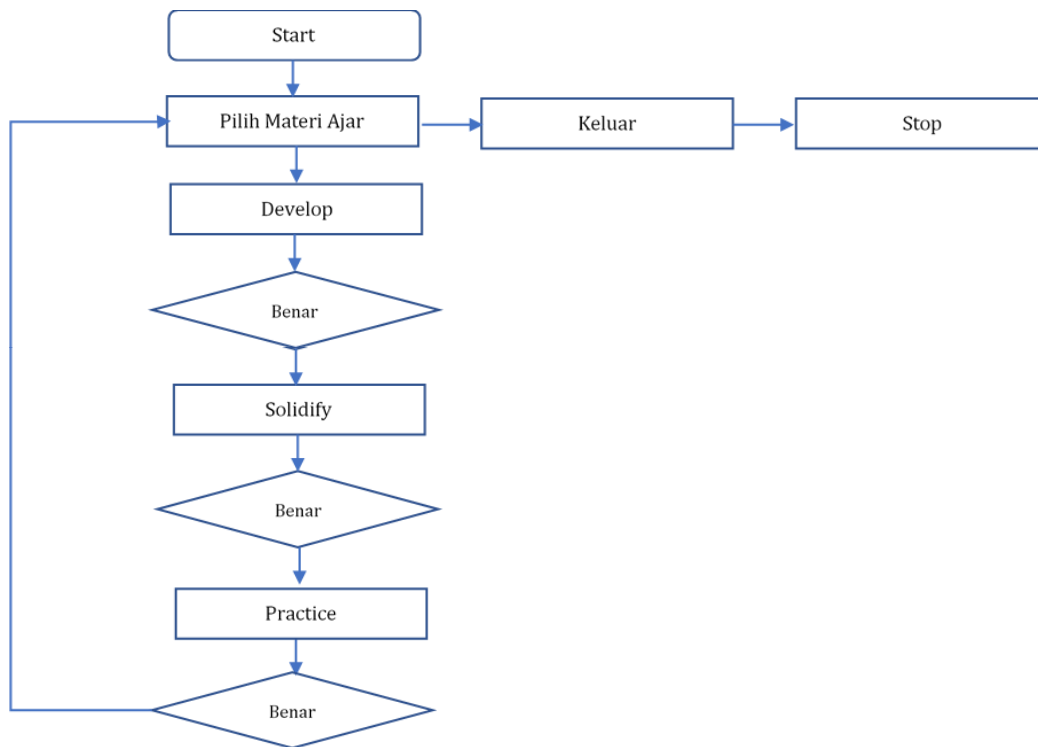 Start
Pilih Materi Ajar
Keluar
Stop
Develop
Benar
Solidify
Benar
Practice
Benar